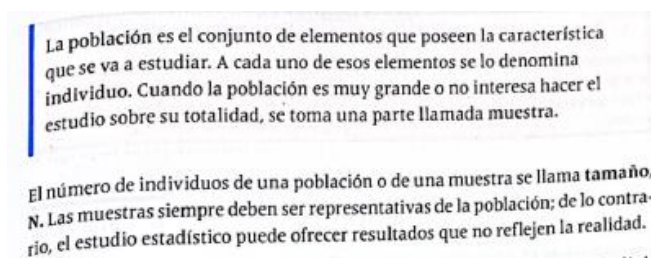 La población es el conjunto de elementos que poseen la característica
que se va a estudiar. A cada uno de esos elementos se lo denomina
individuo. Cuando la población es muy grande o no interesa hacer el
estudio sobre su totalidad, se toma una parte llamada muestra.
El número de individuos de una población o de una muestra se llama tamaño,
N. Las muestras siempre deben ser representativas de la población; de lo contra-
rio, el estudio estadístico puede ofrecer resultados que no reflejen la realidad.